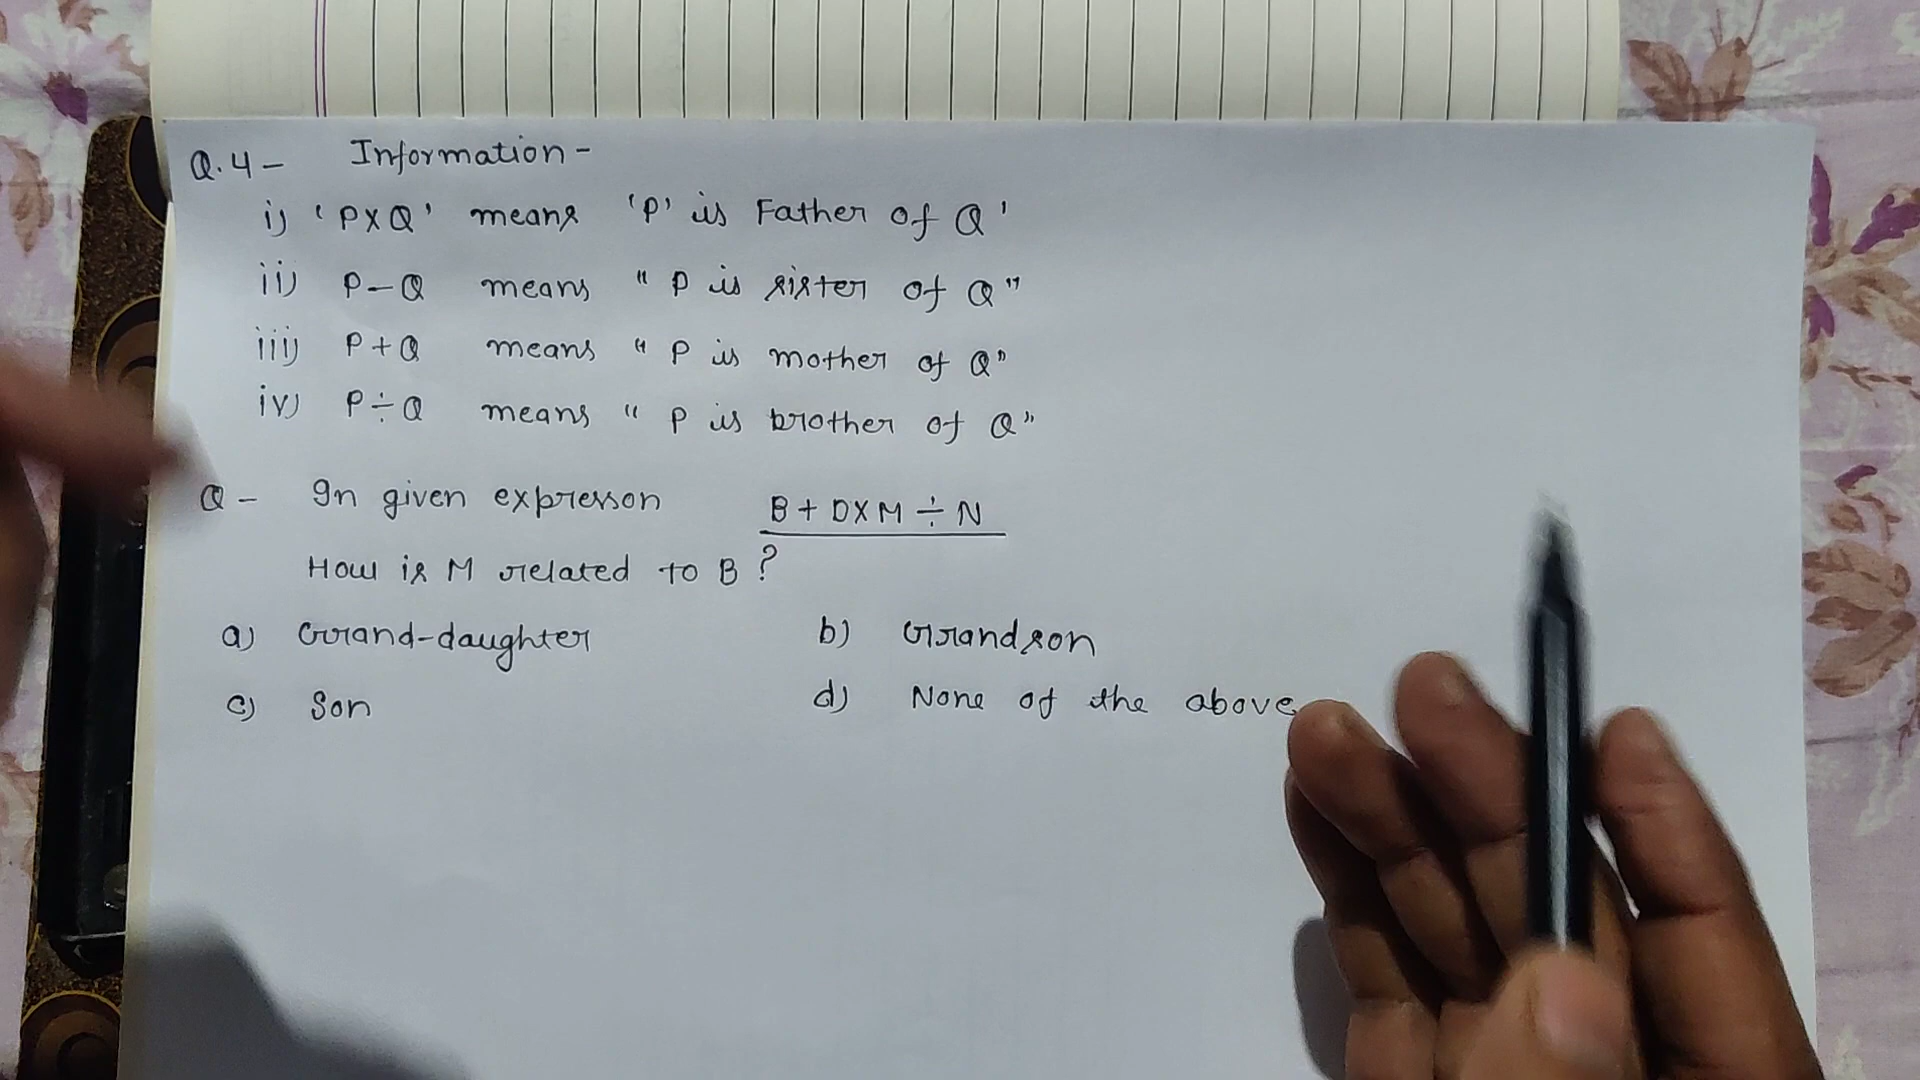 Q.4- Information-
i) 'P×Q' means 'P' is Father of Q'
ii) P-Q means "P is sister of Q"
iii) P+Q means "P is mother of Q"
iv) P÷Q means "P is brother of Q"
Q- In given expresson B+D×M÷N
How is M related to B?
a) Grand-daughter b) Grandson
c) Son d) None of the above